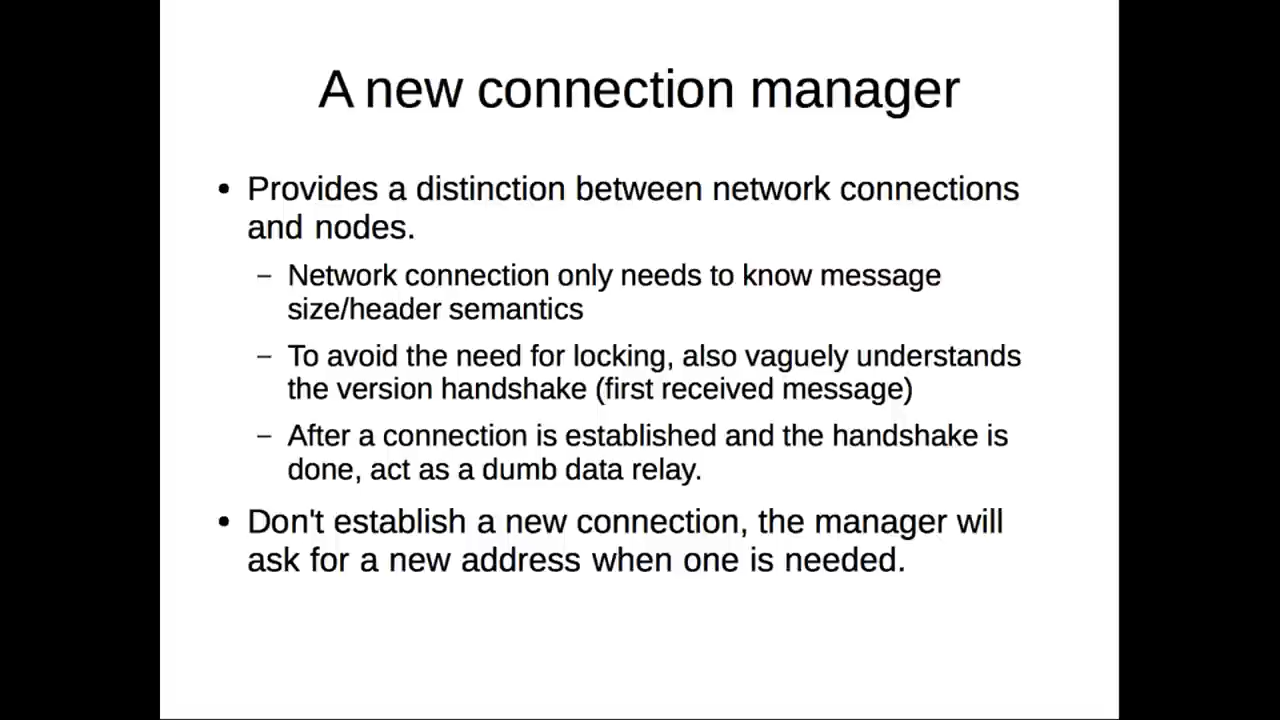 A new connection manager
• Provides a distinction between network connections
and nodes.
– Network connection only needs to know message
size/header semantics
– To avoid the need for locking, also vaguely understands
the version handshake (first received message)
– After a connection is established and the handshake is
done, act as a dumb data relay.
• Don't establish a new connection, the manager will
ask for a new address when one is needed.